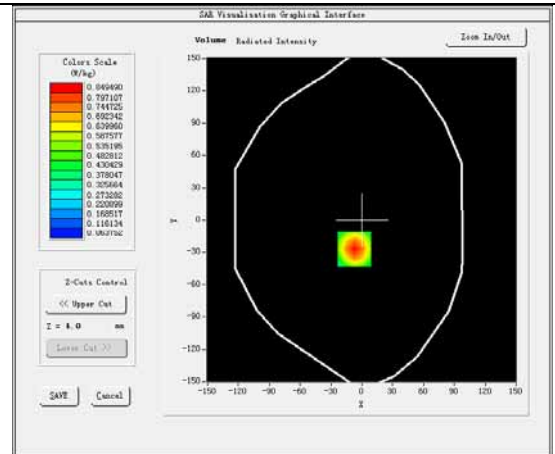 SAR Visualisation Graphical Interface
Volume Radiated Intensity
Zoom In/Out
Colors Scale
(W/kg)
0.849490
0.797107
0.744725
0.692342
0.639960
0.587577
0.535195
0.482812
0.430429
0.378047
0.325664
0.273282
0.220899
0.168517
0.116134
0.063752
Z-Cuts Control
<< Upper Cut
Z = 4.0 mm
Lower Cut >>
SAVE
Cancel
150
120
90
60
30
0
-30
-60
-90
-120
-150
Y
-150 -120 -90 -60 -30 0 30 60 90 120 150
X